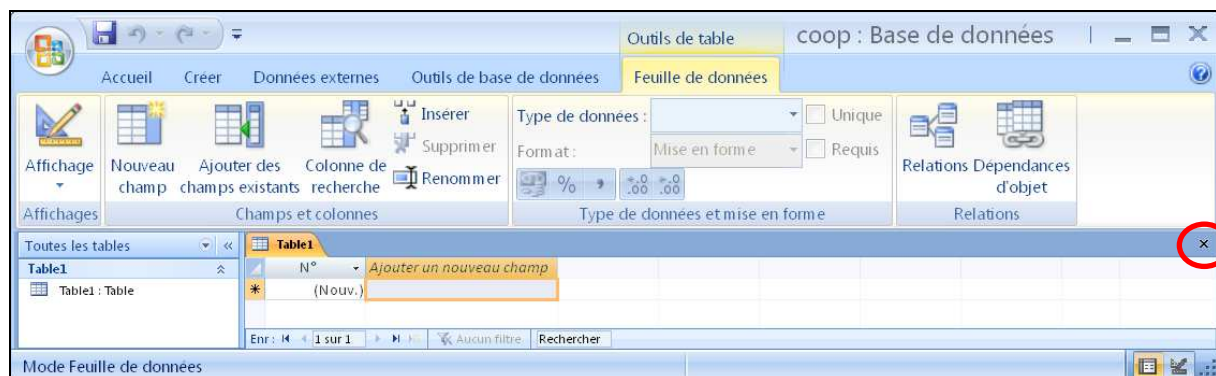 Outils de table
coop : Base de données
Accueil Créer Données externes Outils de base de données Feuille de données
Affichage
Nouveau champ
Ajouter des champs existants
Colonne de recherche
Insérer
Supprimer
Renommer
Type de données :
Unique
Format : Mise en forme
Requis
% , ,0 ,00 ,00 ,0
Relations
Dépendances d'objet
Affichages Champs et colonnes Type de données et mise en forme Relations
Toutes les tables
Table1
Table1 N° Ajouter un nouveau champ
Table1 : Table
* (Nouv.)
Enr : 1 sur 1 Aucun filtre Rechercher
Mode Feuille de données